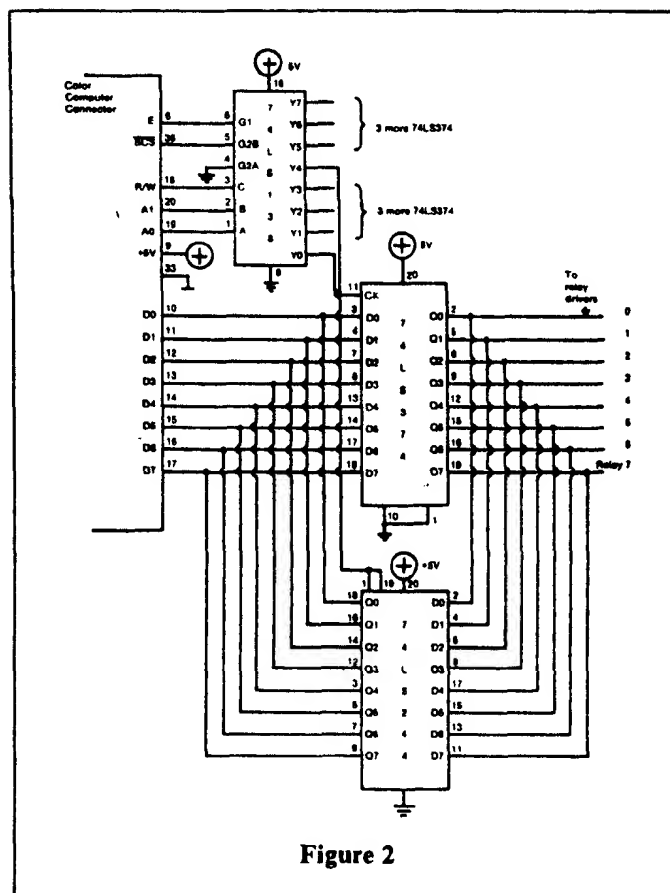 5V
Color
Computer
Connector
16
E 6 6 G1
SCS 36 5 G2B
4 G2A
R/W 18 3 C
A1 20 2 B
A0 19 1 A
+5V 9
33
7
4
L
S
1
3
8
Y7
Y6
Y5
Y4
Y3
Y2
Y1
Y0
3 more 74LS374
3 more 74LS374
8
5V
20
11 CK
To
relay
drivers
D0 10 3 D0 Q0 2 0
D1 11 4 D1 Q1 5 1
D2 12 7 D2 Q2 6 2
D3 13 8 D3 Q3 9 3
D4 14 13 D4 Q4 12 4
D5 15 14 D5 Q5 15 5
D6 16 17 D6 Q6 16 6
D7 17 18 D7 Q7 19 Relay 7
7
4
L
S
3
7
4
10 1
+5V
1 19 20
18 Q0 D0 2
16 Q1 D1 4
14 Q2 D2 6
12 Q3 D3 8
3 Q4 D4 17
5 Q5 D5 15
7 Q6 D6 13
9 Q7 D7 11
7
4
L
S
2
4
4
Figure 2